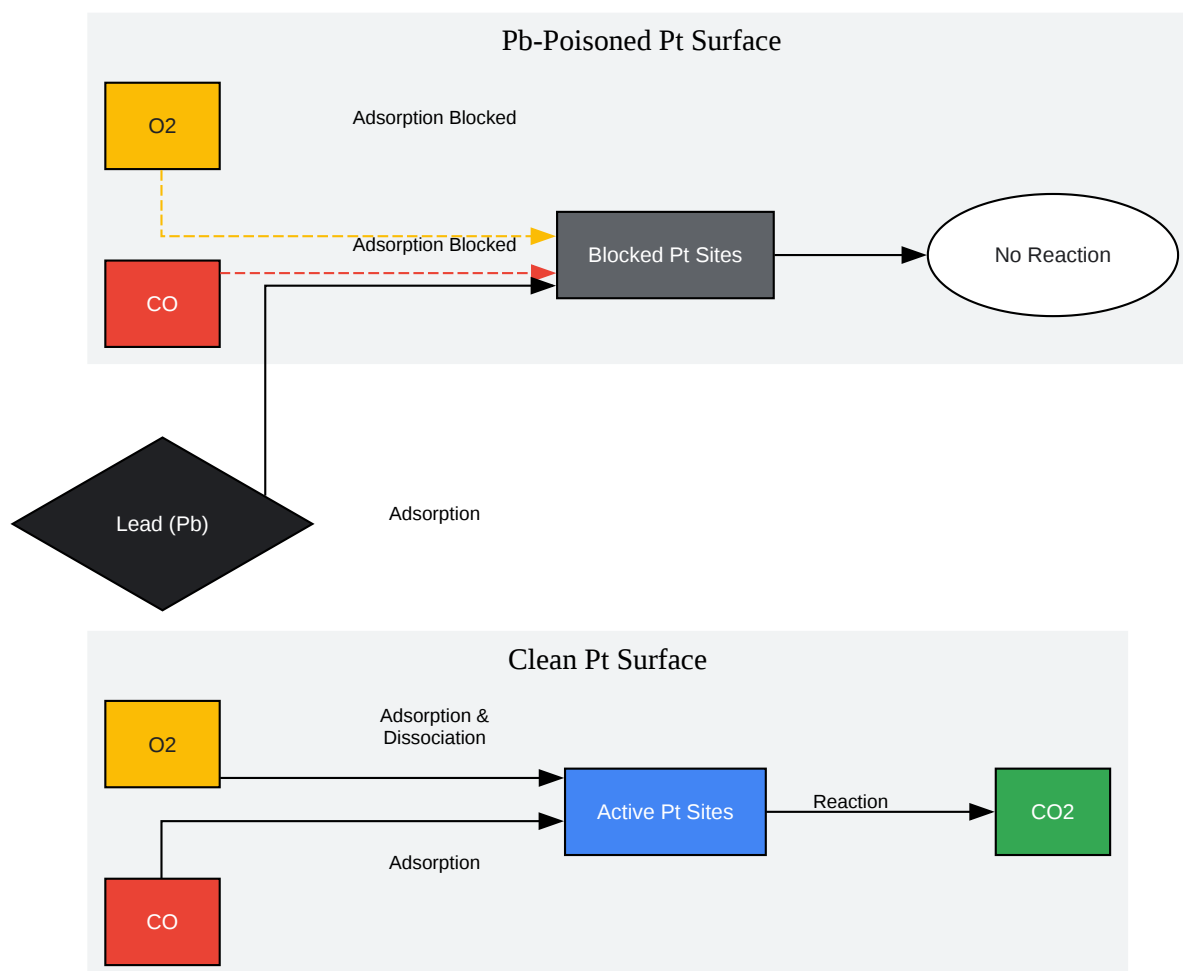 Pb-Poisoned Pt Surface
O2
Adsorption Blocked
Adsorption Blocked
Blocked Pt Sites
No Reaction
CO
Lead (Pb)
Adsorption
Clean Pt Surface
O2
Adsorption &
Dissociation
Active Pt Sites
Reaction
CO2
Adsorption
CO